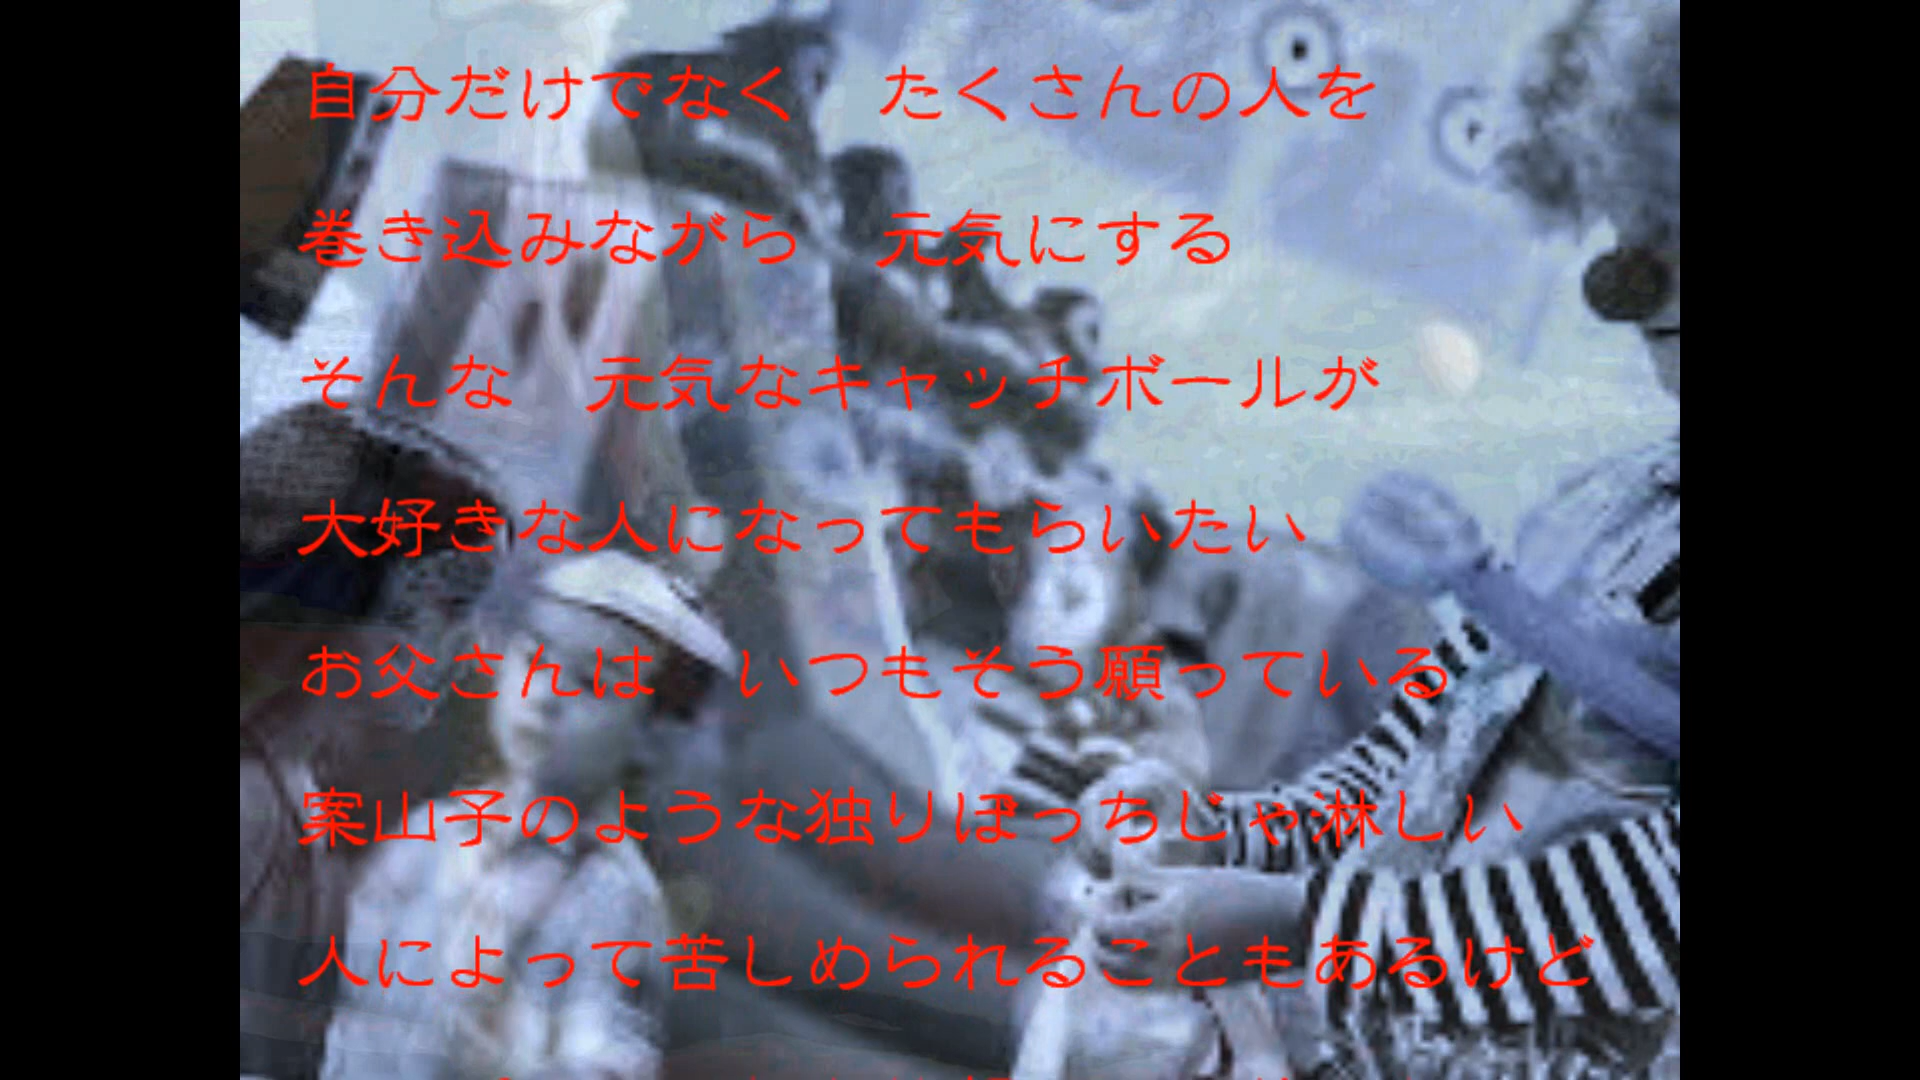 自分だけでなく　たくさんの人を
巻き込みながら　元気にする
そんな　元気なキャッチボールが
大好きな人になってもらいたい
お父さんは　いつもそう願っている
案山子のような独りぼっちじゃ淋しい
人によって苦しめられることもあるけど